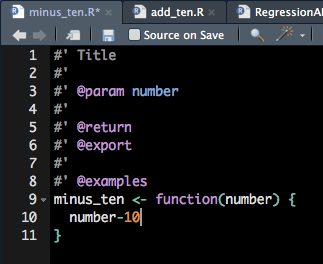 minus_ten.R* × add_ten.R × RegressionAl
Source on Save
1 #' Title
2 #'
3 #' @param number
4 #'
5 #' @return
6 #' @export
7 #'
8 #' @examples
9 minus_ten <- function(number) {
10 number-10
11 }